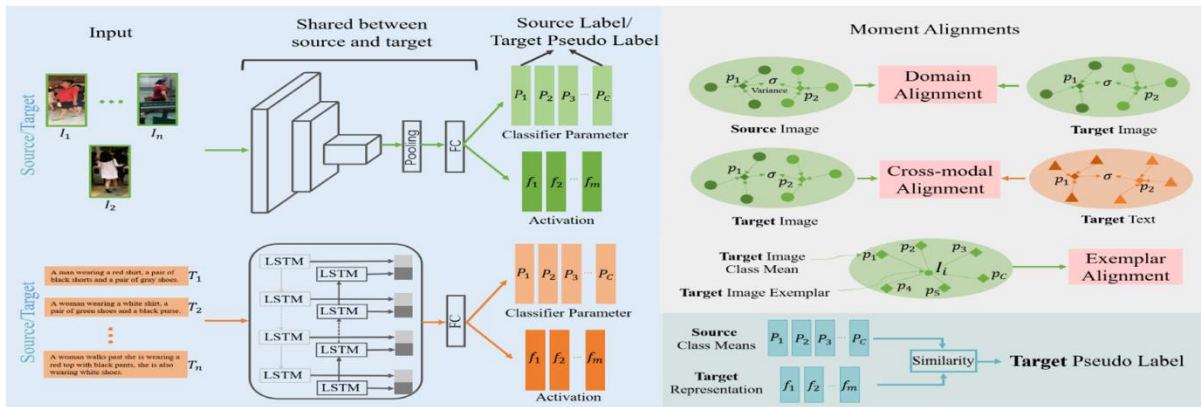 Input
Shared between
source and target
Source Label/
Target Pseudo Label
Source/Target
I1
In
I2
Pooling
FC
P1 P2 P3 ... PC
Classifier Parameter
f1 f2 ... fm
Activation
Source/Target
A man wearing a red shirt, a pair of
black shorts and a pair of gray shoes.
T1
A woman wearing a white shirt, a
pair of green shoes and a black purse.
T2
A woman walks past she is wearing a
red top with black pants, she is also
wearing white shoes.
Tn
LSTM
LSTM
LSTM
LSTM
LSTM
LSTM
LSTM
LSTM
FC
P1 P2 P3 ... PC
Classifier Parameter
f1 f2 ... fm
Activation
Moment Alignments
p1 σ p2
Variance
Source Image
Domain
Alignment
p1 σ p2
Target Image
p1 σ p2
Target Image
Cross-modal
Alignment
p1 σ p2
Target Text
Target Image
Class Mean
Target Image Exemplar
p1 p2 p3 p4 p5 pC
Ii
Exemplar
Alignment
Source
Class Means
P1 P2 P3 ... PC
Target
Representation
f1 f2 ... fm
Similarity
Target Pseudo Label